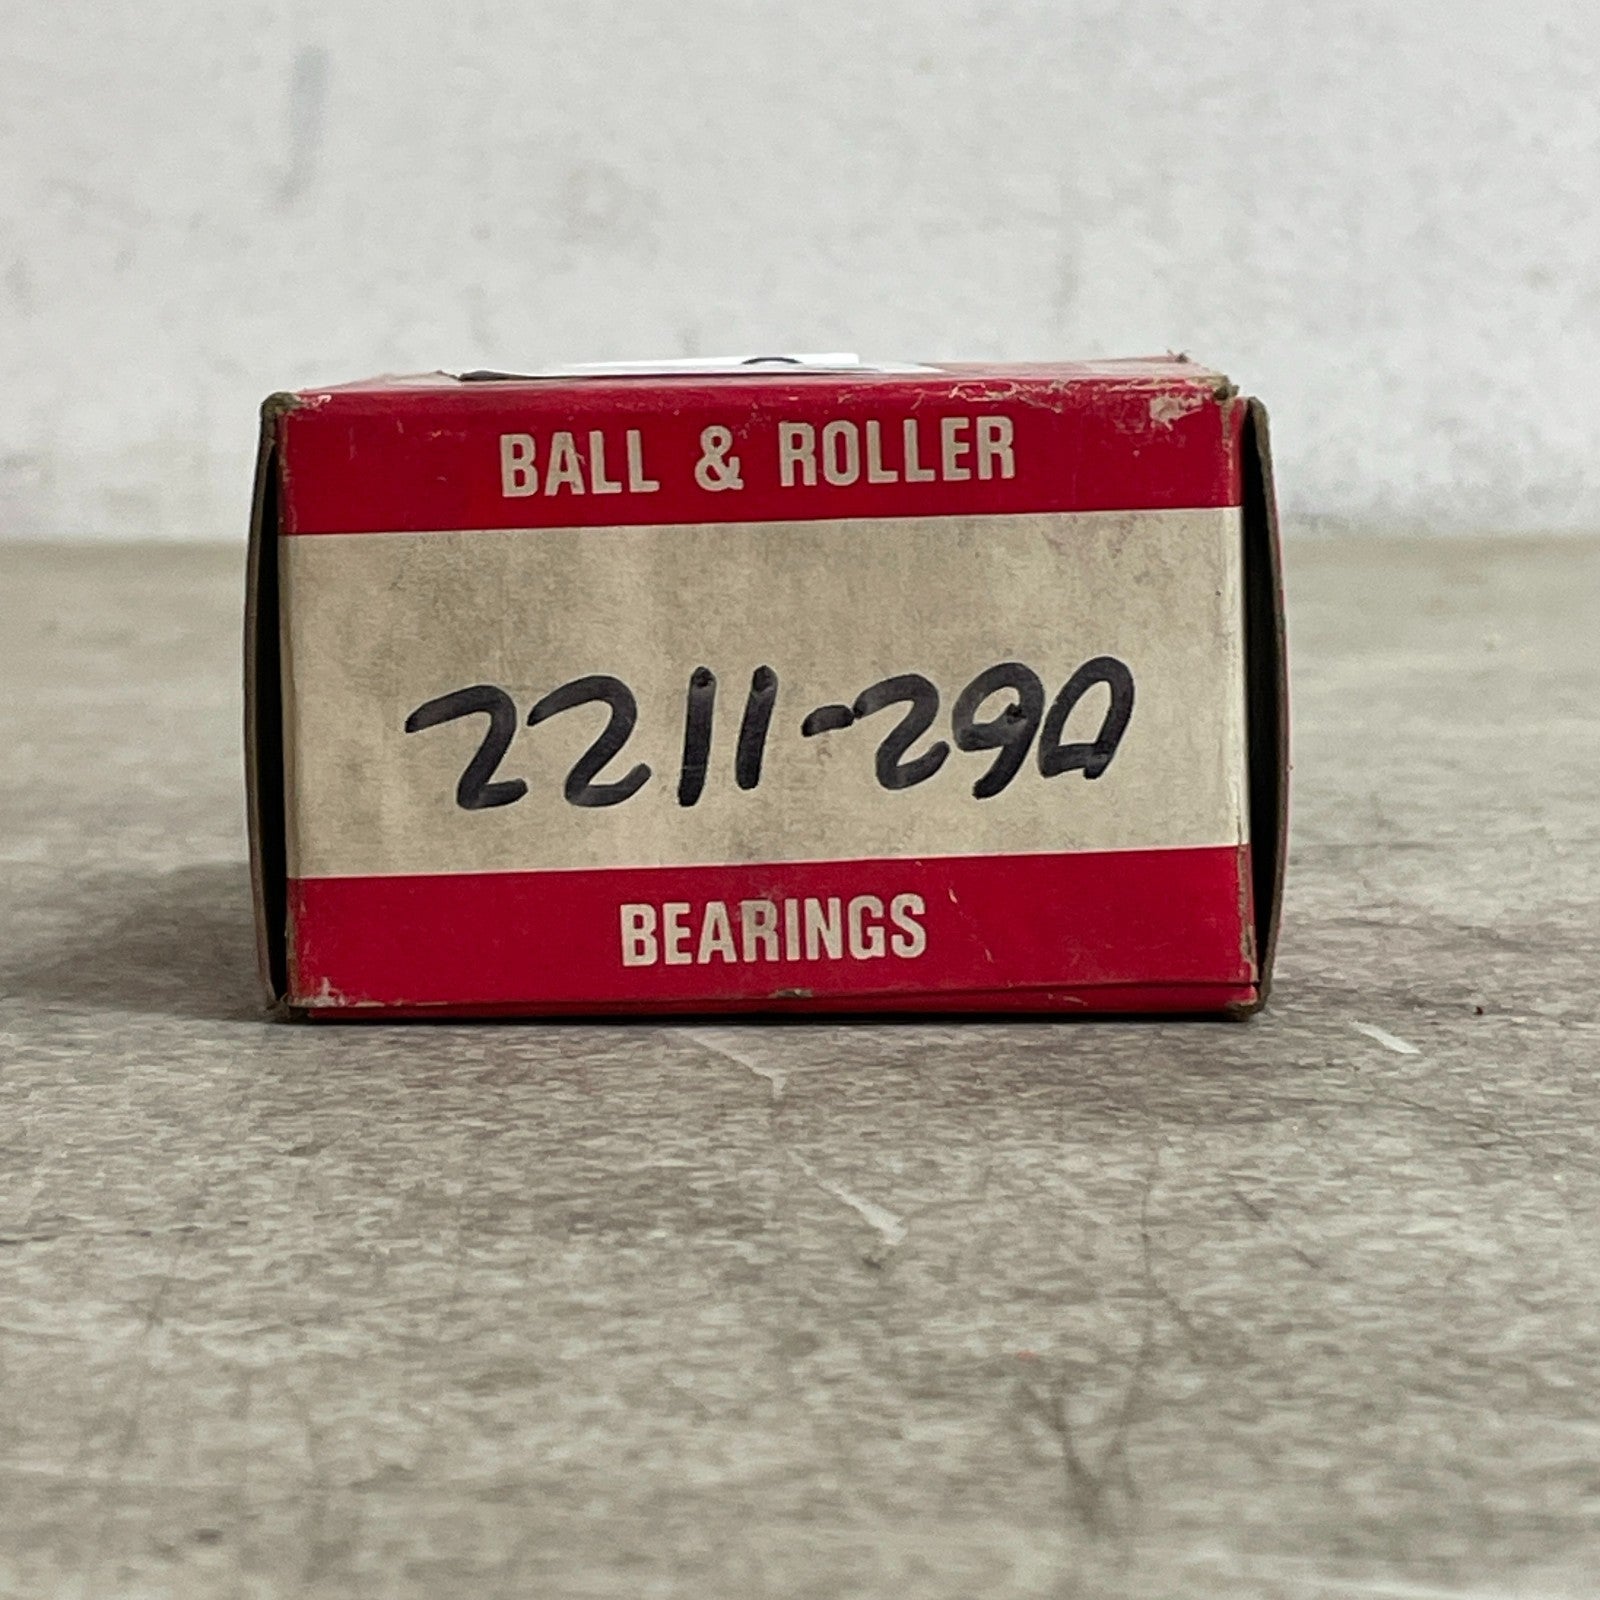 BALL & ROLLER
2211-290
BEARINGS